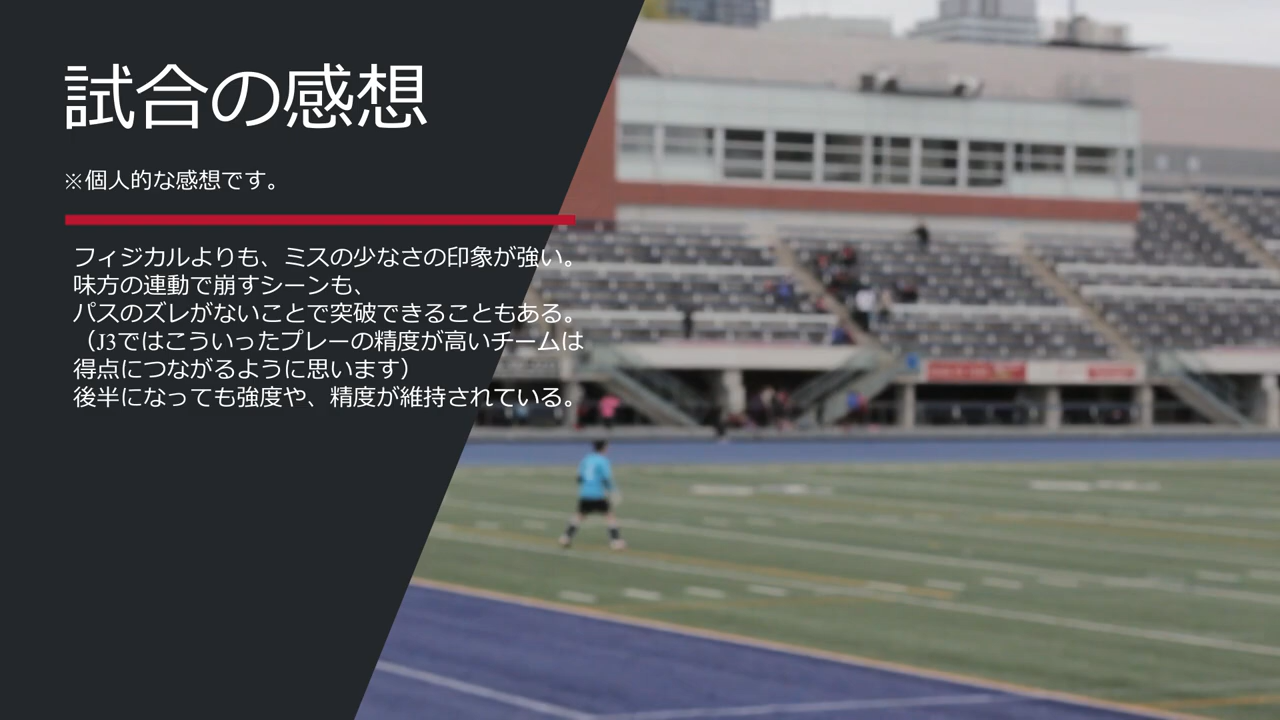 試合の感想
※個人的な感想です。
フィジカルよりも、ミスの少なさの印象が強い。
味方の連動で崩すシーンも、
パスのズレがないことで突破できることもある。
（J3ではこういったプレーの精度が高いチームは
得点につながるように思います）
後半になっても強度や、精度が維持されている。